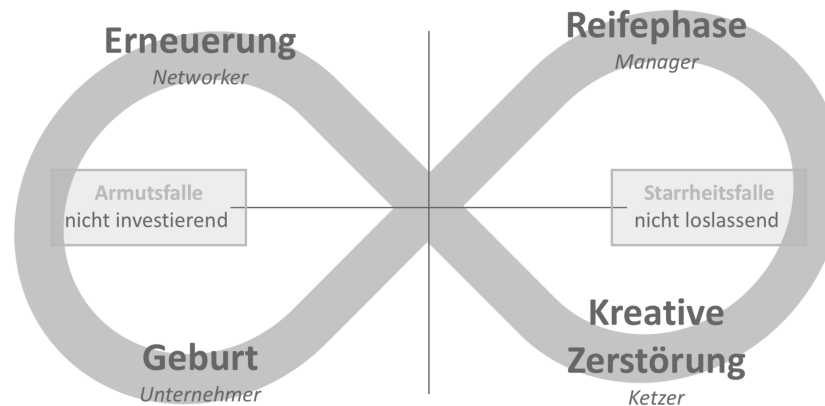 Erneuerung
Networker
Reifephase
Manager
Armutsfalle
nicht investierend
Starrheitsfalle
nicht loslassend
Geburt
Unternehmer
Kreative
Zerstörung
Ketzer